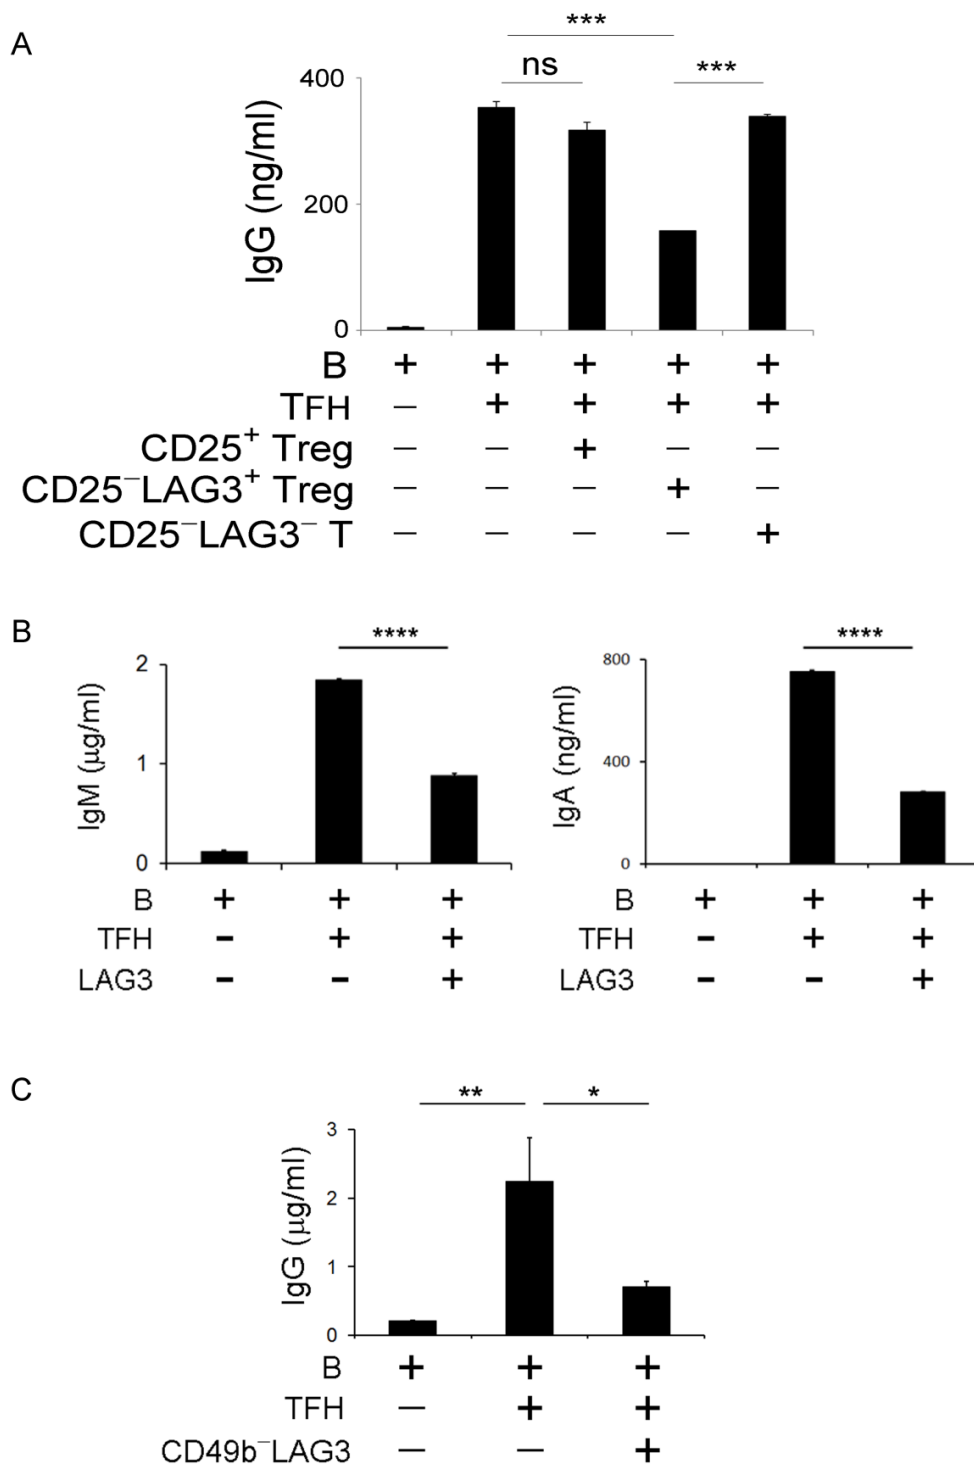 A
***
ns
***
400
200
0
IgG (ng/ml)
B + + + + +
TFH – + + + +
CD25⁺ Treg – – + – –
CD25⁻LAG3⁺ Treg – – – + –
CD25⁻LAG3⁻ T – – – – +
B
****
2
1
0
IgM (μg/ml)
B + + +
TFH - + +
LAG3 - - +
****
800
400
0
IgA (ng/ml)
B + + +
TFH - + +
LAG3 - - +
C
** *
3
2
1
0
IgG (μg/ml)
B + + +
TFH – + +
CD49b⁻LAG3 – – +